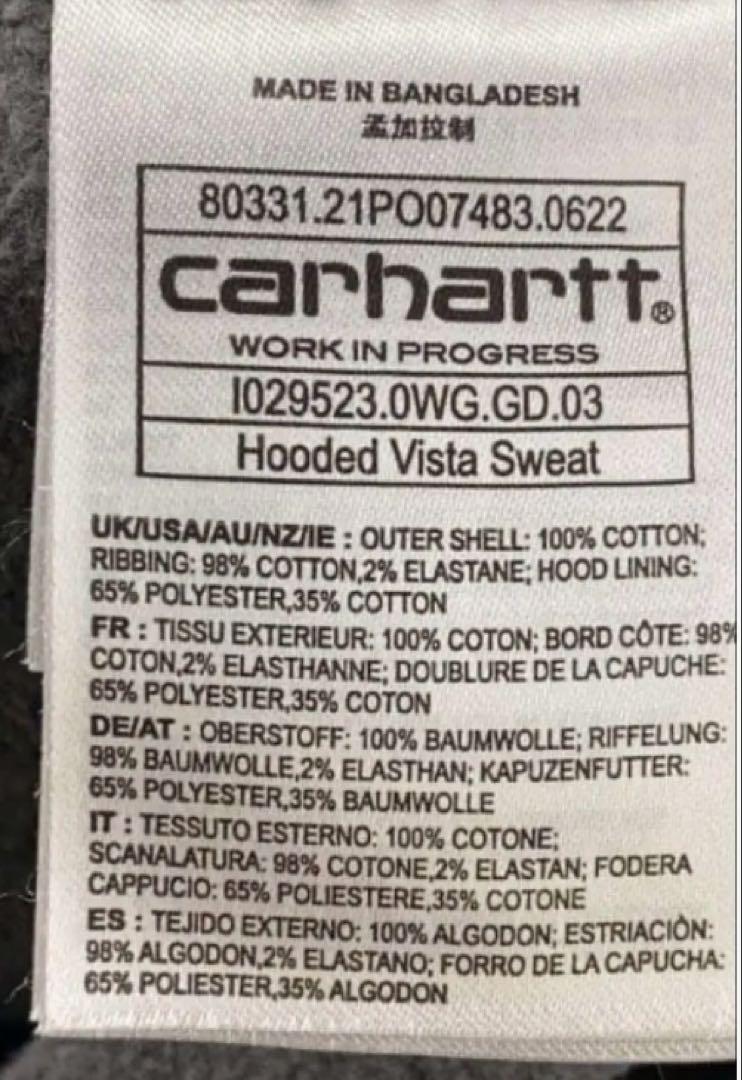 MADE IN BANGLADESH
孟加拉制
80331.21PO07483.0622
carhartt®
WORK IN PROGRESS
I029523.0WG.GD.03
Hooded Vista Sweat
UK/USA/AU/NZ/IE : OUTER SHELL: 100% COTTON;
RIBBING: 98% COTTON,2% ELASTANE; HOOD LINING:
65% POLYESTER,35% COTTON
FR : TISSU EXTERIEUR: 100% COTON; BORD CÔTE: 98%
COTON,2% ELASTHANNE; DOUBLURE DE LA CAPUCHE:
65% POLYESTER,35% COTON
DE/AT : OBERSTOFF: 100% BAUMWOLLE; RIFFELUNG:
98% BAUMWOLLE,2% ELASTHAN; KAPUZENFUTTER:
65% POLYESTER,35% BAUMWOLLE
IT : TESSUTO ESTERNO: 100% COTONE;
SCANALATURA: 98% COTONE,2% ELASTAN; FODERA
CAPPUCIO: 65% POLIESTERE,35% COTONE
ES : TEJIDO EXTERNO: 100% ALGODON; ESTRIACIÒN:
98% ALGODON,2% ELASTANO; FORRO DE LA CAPUCHA:
65% POLIESTER,35% ALGODON